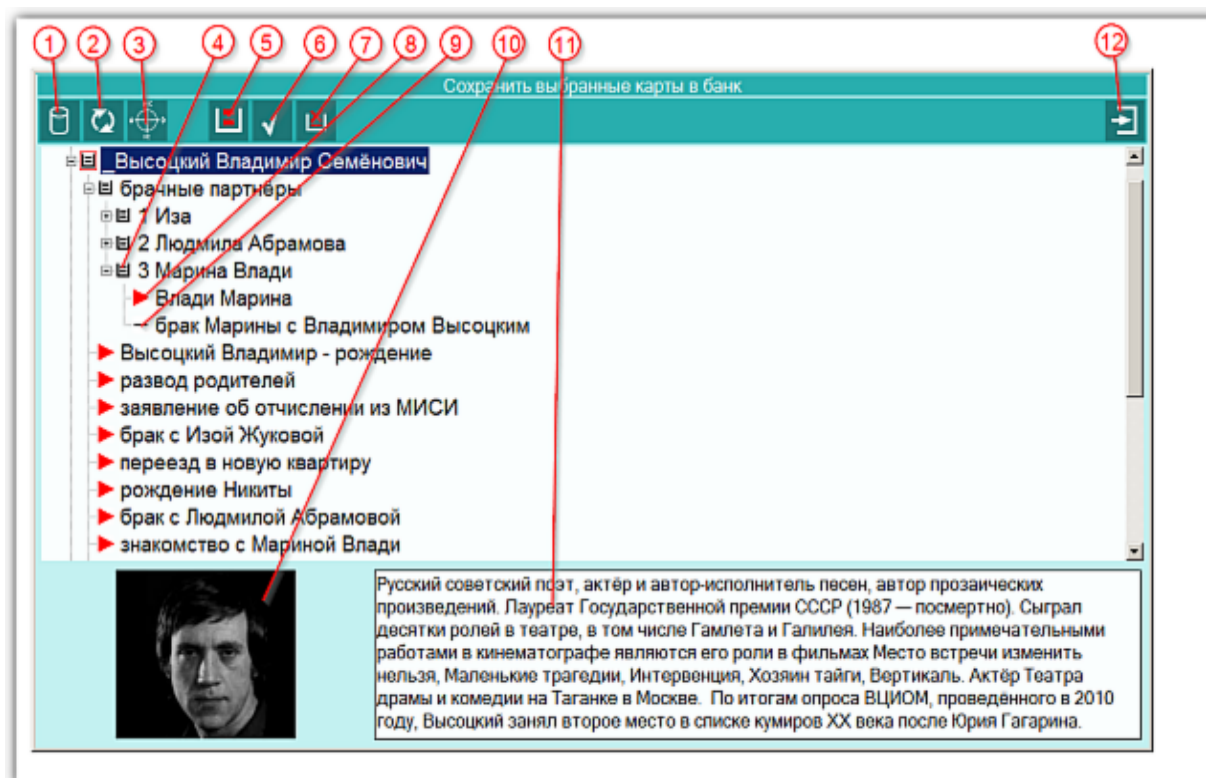 1 2 3 4 5 6 7 8 9 10 11 12
Сохранить выбранные карты в банк
_Высоцкий Владимир Семёнович
брачные партнёры
1 Иза
2 Людмила Абрамова
3 Марина Влади
Влади Марина
брак Марины с Владимиром Высоцким
Высоцкий Владимир - рождение
развод родителей
заявление об отчислении из МИСИ
брак с Изой Жуковой
переезд в новую квартиру
рождение Никиты
брак с Людмилой Абрамовой
знакомство с Мариной Влади
Русский советский поэт, актёр и автор-исполнитель песен, автор прозаических
произведений. Лауреат Государственной премии СССР (1987 — посмертно). Сыграл
десятки ролей в театре, в том числе Гамлета и Галилея. Наиболее примечательными
работами в кинематографе являются его роли в фильмах Место встречи изменить
нельзя, Маленькие трагедии, Интервенция, Хозяин тайги, Вертикаль. Актёр Театра
драмы и комедии на Таганке в Москве. По итогам опроса ВЦИОМ, проведённого в 2010
году, Высоцкий занял второе место в списке кумиров XX века после Юрия Гагарина.